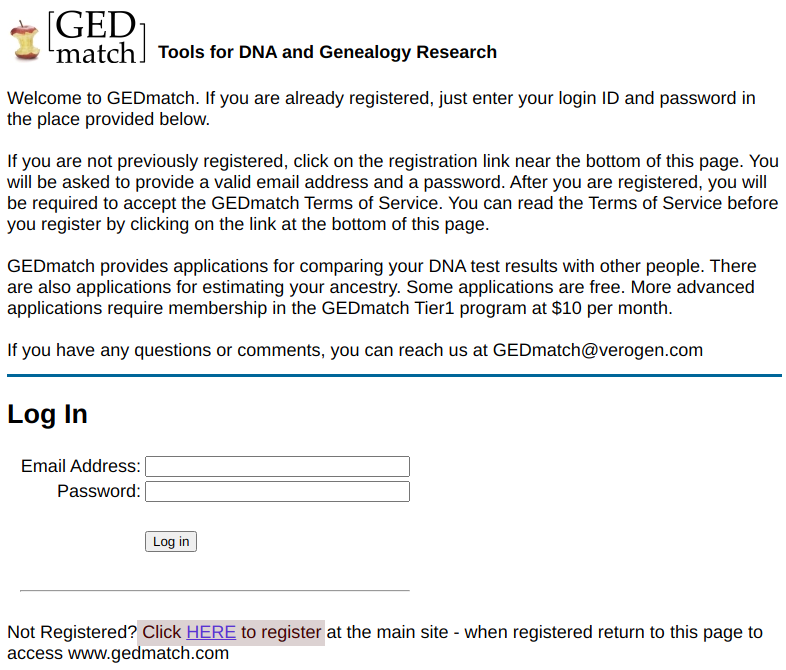 GED
match
Tools for DNA and Genealogy Research
Welcome to GEDmatch. If you are already registered, just enter your login ID and password in
the place provided below.
If you are not previously registered, click on the registration link near the bottom of this page. You
will be asked to provide a valid email address and a password. After you are registered, you will
be required to accept the GEDmatch Terms of Service. You can read the Terms of Service before
you register by clicking on the link at the bottom of this page.
GEDmatch provides applications for comparing your DNA test results with other people. There
are also applications for estimating your ancestry. Some applications are free. More advanced
applications require membership in the GEDmatch Tier1 program at $10 per month.
If you have any questions or comments, you can reach us at GEDmatch@verogen.com
Log In
Email Address:
Password:
Log in
Not Registered? Click HERE to register at the main site - when registered return to this page to
access www.gedmatch.com